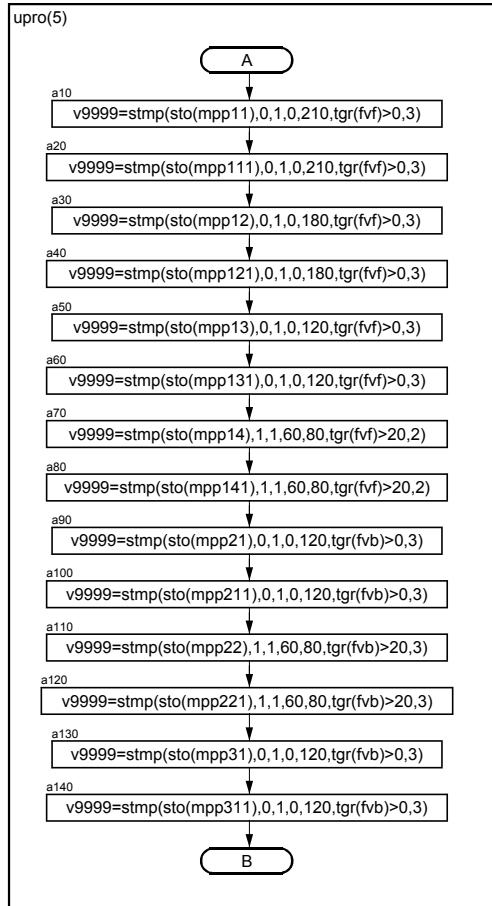 upro(5)
A
a10
v9999=stmp(sto(mpp11),0,1,0,210,tgr(fvf)>0,3)
a20
v9999=stmp(sto(mpp111),0,1,0,210,tgr(fvf)>0,3)
a30
v9999=stmp(sto(mpp12),0,1,0,180,tgr(fvf)>0,3)
a40
v9999=stmp(sto(mpp121),0,1,0,180,tgr(fvf)>0,3)
a50
v9999=stmp(sto(mpp13),0,1,0,120,tgr(fvf)>0,3)
a60
v9999=stmp(sto(mpp131),0,1,0,120,tgr(fvf)>0,3)
a70
v9999=stmp(sto(mpp14),1,1,60,80,tgr(fvf)>20,2)
a80
v9999=stmp(sto(mpp141),1,1,60,80,tgr(fvf)>20,2)
a90
v9999=stmp(sto(mpp21),0,1,0,120,tgr(fvb)>0,3)
a100
v9999=stmp(sto(mpp211),0,1,0,120,tgr(fvb)>0,3)
a110
v9999=stmp(sto(mpp22),1,1,60,80,tgr(fvb)>20,3)
a120
v9999=stmp(sto(mpp221),1,1,60,80,tgr(fvb)>20,3)
a130
v9999=stmp(sto(mpp31),0,1,0,120,tgr(fvb)>0,3)
a140
v9999=stmp(sto(mpp311),0,1,0,120,tgr(fvb)>0,3)
B